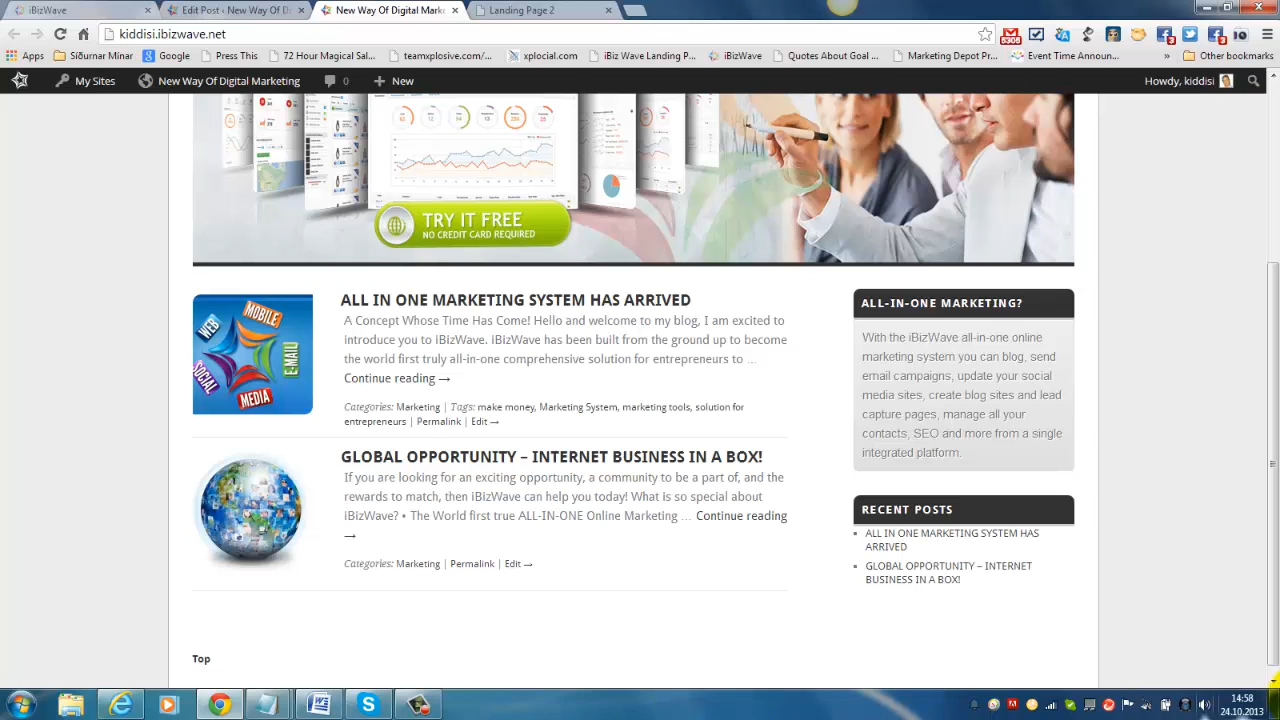 iBizWave
Edit Post ‹ New Way Of D
New Way Of Digital Mark
Landing Page 2
kiddisi.ibizwave.net
Apps
Siðurnar Mínar
Google
Press This
72 Hour Magical Sal...
teamxplosive.com/...
xplocial.com
iBiz Wave Landing P...
iBizWave
Quotes About Goal ...
Marketing Depot Pr...
Event Time Announ...
»
Other bookmarks
My Sites
New Way Of Digital Marketing
0
New
Howdy, kiddisi
TRY IT FREE
NO CREDIT CARD REQUIRED
MOBILE
WEB
E-MAIL
SOCIAL
MEDIA
ALL IN ONE MARKETING SYSTEM HAS ARRIVED
A Concept Whose Time Has Come! Hello and welcome to my blog, I am excited to
introduce you to iBizWave. iBizWave has been built from the ground up to become
the world first truly all-in-one comprehensive solution for entrepreneurs to …
Continue reading →
Categories: Marketing | Tags: make money, Marketing System, marketing tools, solution for
entrepreneurs | Permalink | Edit →
GLOBAL OPPORTUNITY – INTERNET BUSINESS IN A BOX!
If you are looking for an exciting opportunity, a community to be a part of, and the
rewards to match, then iBizWave can help you today! What is so special about
iBizWave? • The World first true ALL-IN-ONE Online Marketing … Continue reading
→
Categories: Marketing | Permalink | Edit →
Top
ALL-IN-ONE MARKETING?
With the iBizWave all-in-one online
marketing system you can blog, send
email campaigns, update your social
media sites, create blog sites and lead
capture pages, manage all your
contacts, SEO and more from a single
integrated platform.
RECENT POSTS
ALL IN ONE MARKETING SYSTEM HAS
ARRIVED
GLOBAL OPPORTUNITY – INTERNET
BUSINESS IN A BOX!
14:58
24.10.2013